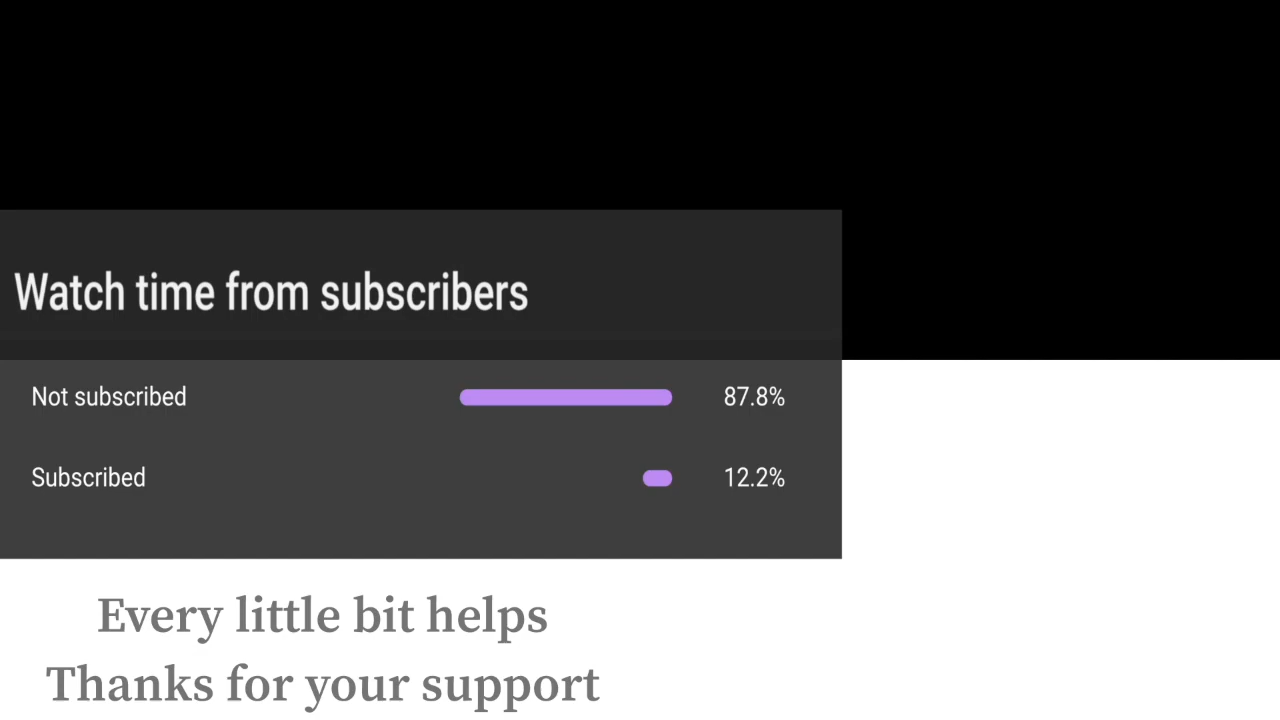 Watch time from subscribers
Not subscribed 87.8%
Subscribed 12.2%
Every little bit helps
Thanks for your support